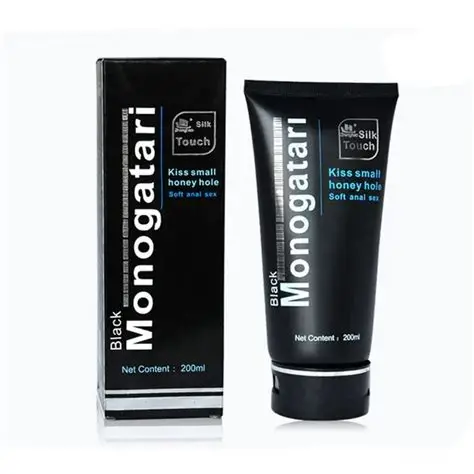 Black
Monogatari
Silk
Touch
Net Content : 200ml
Black
Monogatari
Silk
Touch
Kiss small
honey hole
Soft anal sex
Net Content : 200ml